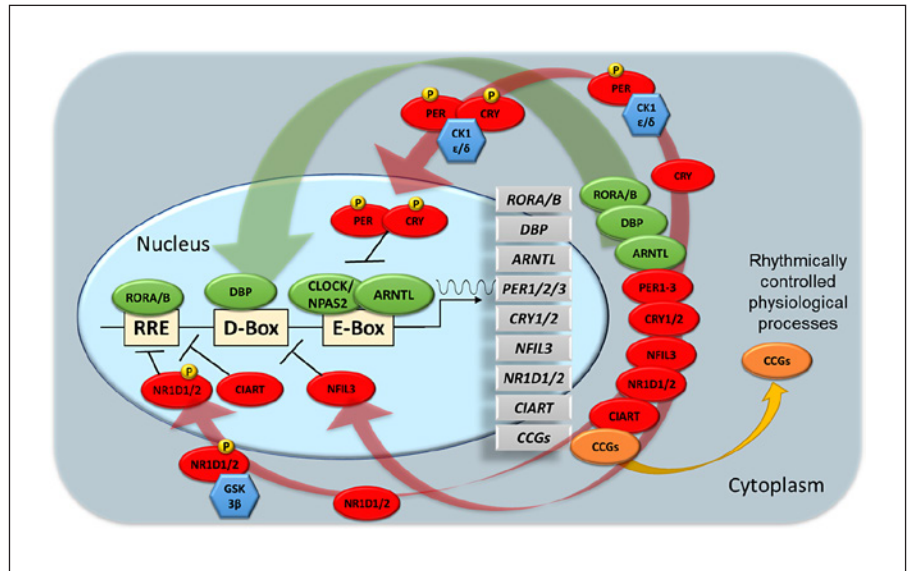 P
PER
CK1
ε/δ
P
P
PER
CRY
CK1
ε/δ
CRY
RORA/B
DBP
ARNTL
PER1-3
CRY1/2
NFIL3
NR1D1/2
CIART
CCGs
Rhythmically
controlled
physiological
processes
CCGs
Cytoplasm
Nucleus
P
P
PER
CRY
RORA/B
DBP
CLOCK/
NPAS2
ARNTL
RRE
D-Box
E-Box
P
NR1D1/2
CIART
NFIL3
RORA/B
DBP
ARNTL
PER1/2/3
CRY1/2
NFIL3
NR1D1/2
CIART
CCGs
P
NR1D1/2
GSK
3β
NR1D1/2